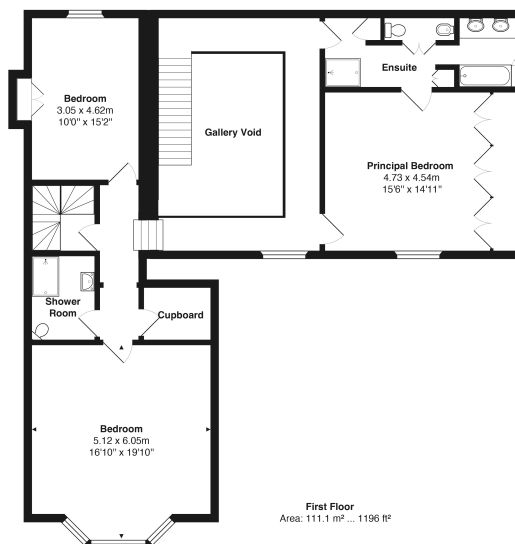 Bedroom
3.05 x 4.62m
10'0" x 15'2"
Gallery Void
Ensuite
Principal Bedroom
4.73 x 4.54m
15'6" x 14'11"
Shower
Room
Cupboard
Bedroom
5.12 x 6.05m
16'10" x 19'10"
First Floor
Area: 111.1 m² ... 1196 ft²